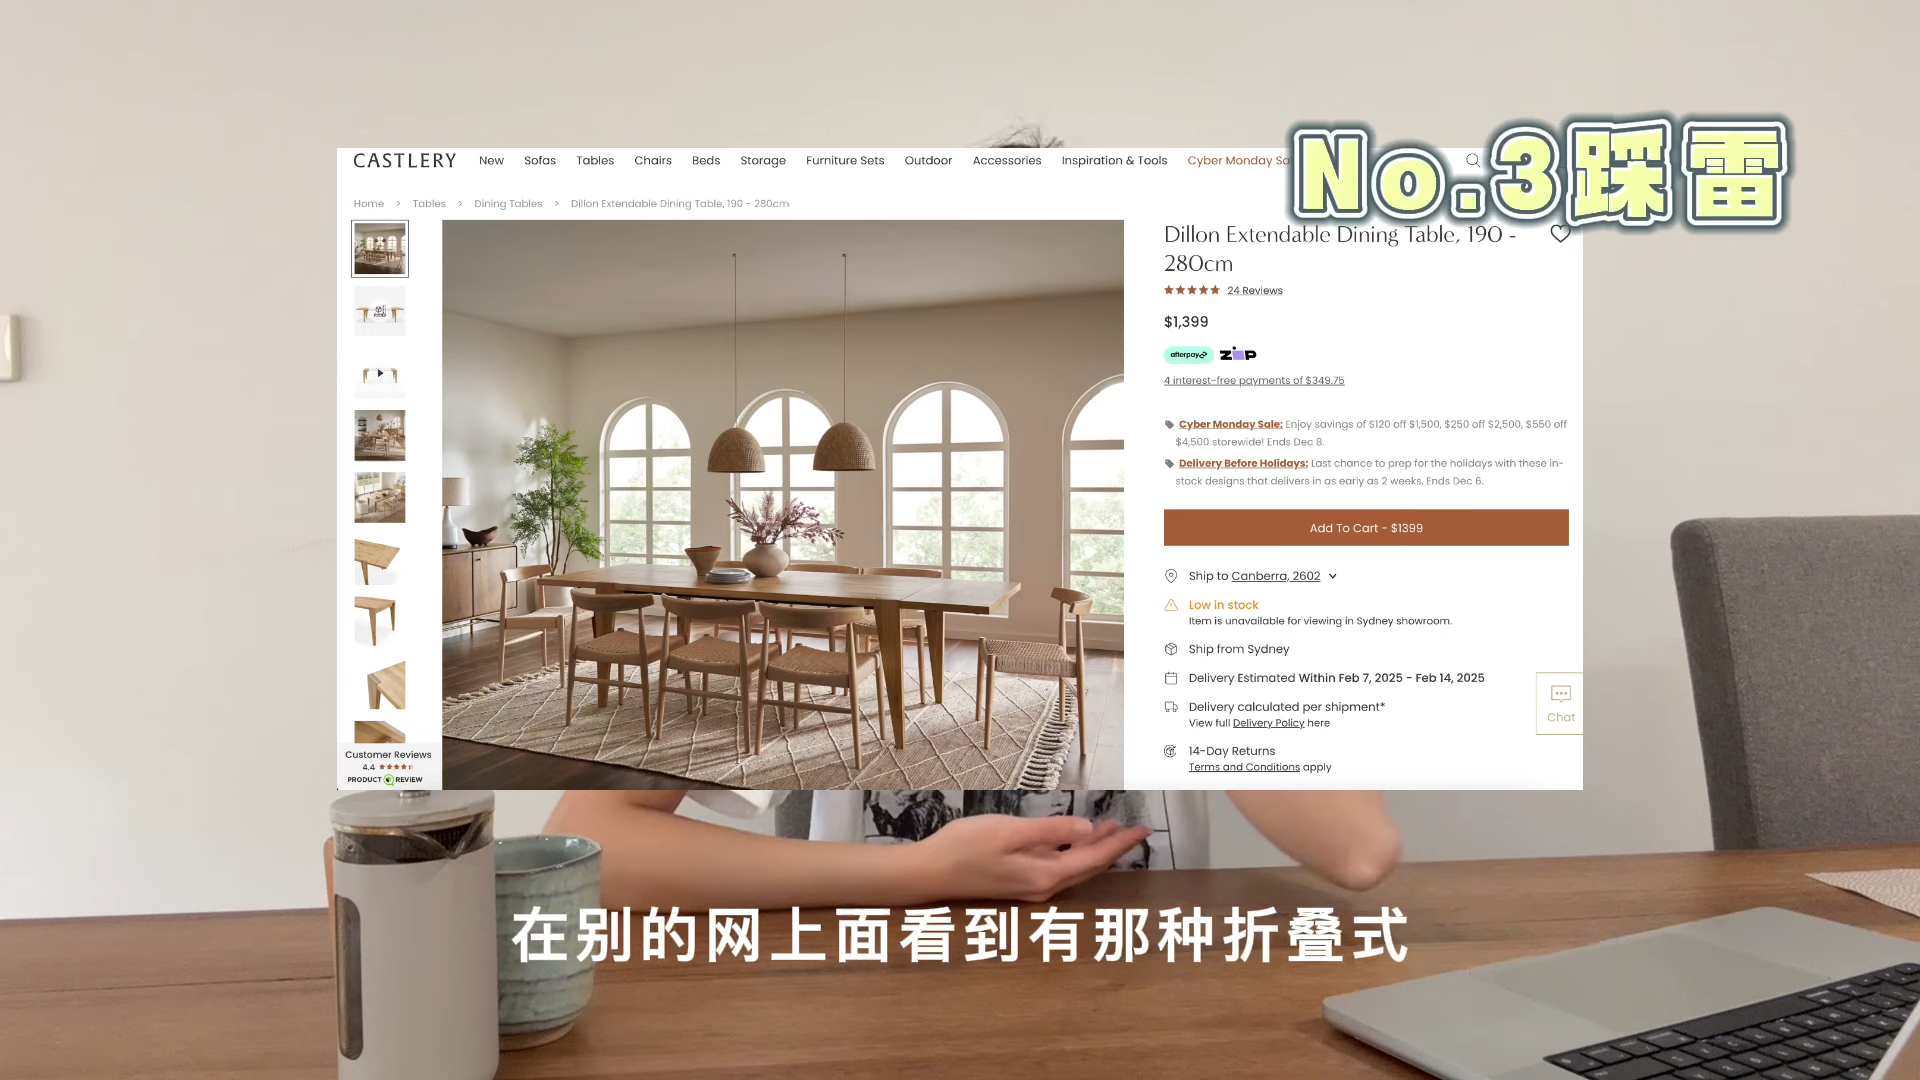 No.3踩雷
CASTLERY New Sofas Tables Chairs Beds Storage Furniture Sets Outdoor Accessories Inspiration & Tools Cyber Monday Sa
Home > Tables > Dining Tables > Dillon Extendable Dining Table, 190 - 280cm
Dillon Extendable Dining Table, 190 -
280cm
24 Reviews
$1,399
afterpay zip
4 interest-free payments of $349.75
Cyber Monday Sale: Enjoy savings of $120 off $1,500, $250 off $2,500, $550 off
$4,500 storewide! Ends Dec 8.
Delivery Before Holidays: Last chance to prep for the holidays with these in-
stock designs that delivers in as early as 2 weeks. Ends Dec 6.
Add To Cart - $1399
Ship to Canberra, 2602
Low in stock
Item is unavailable for viewing in Sydney showroom.
Ship from Sydney
Delivery Estimated Within Feb 7, 2025 - Feb 14, 2025
Delivery calculated per shipment*
View full Delivery Policy here
14-Day Returns
Terms and Conditions apply
Chat
Customer Reviews
4.4
PRODUCT REVIEW
在别的网上面看到有那种折叠式